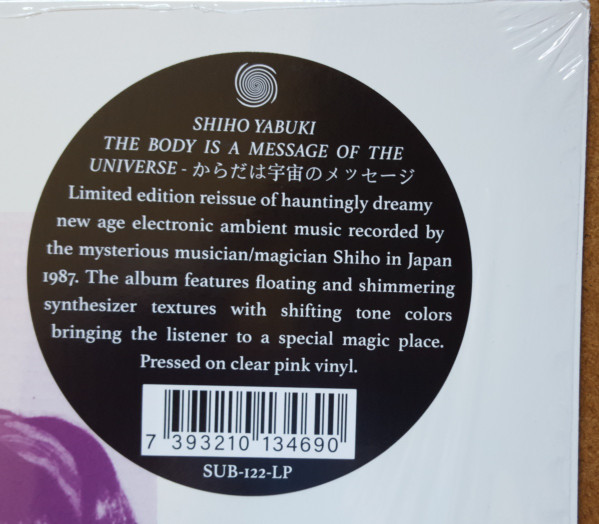 SHIHO YABUKI
THE BODY IS A MESSAGE OF THE
UNIVERSE - からだは宇宙のメッセージ
Limited edition reissue of hauntingly dreamy
new age electronic ambient music recorded by
the mysterious musician/magician Shiho in Japan
1987. The album features floating and shimmering
synthesizer textures with shifting tone colors
bringing the listener to a special magic place.
Pressed on clear pink vinyl.
7 393210 134690
SUB-122-LP